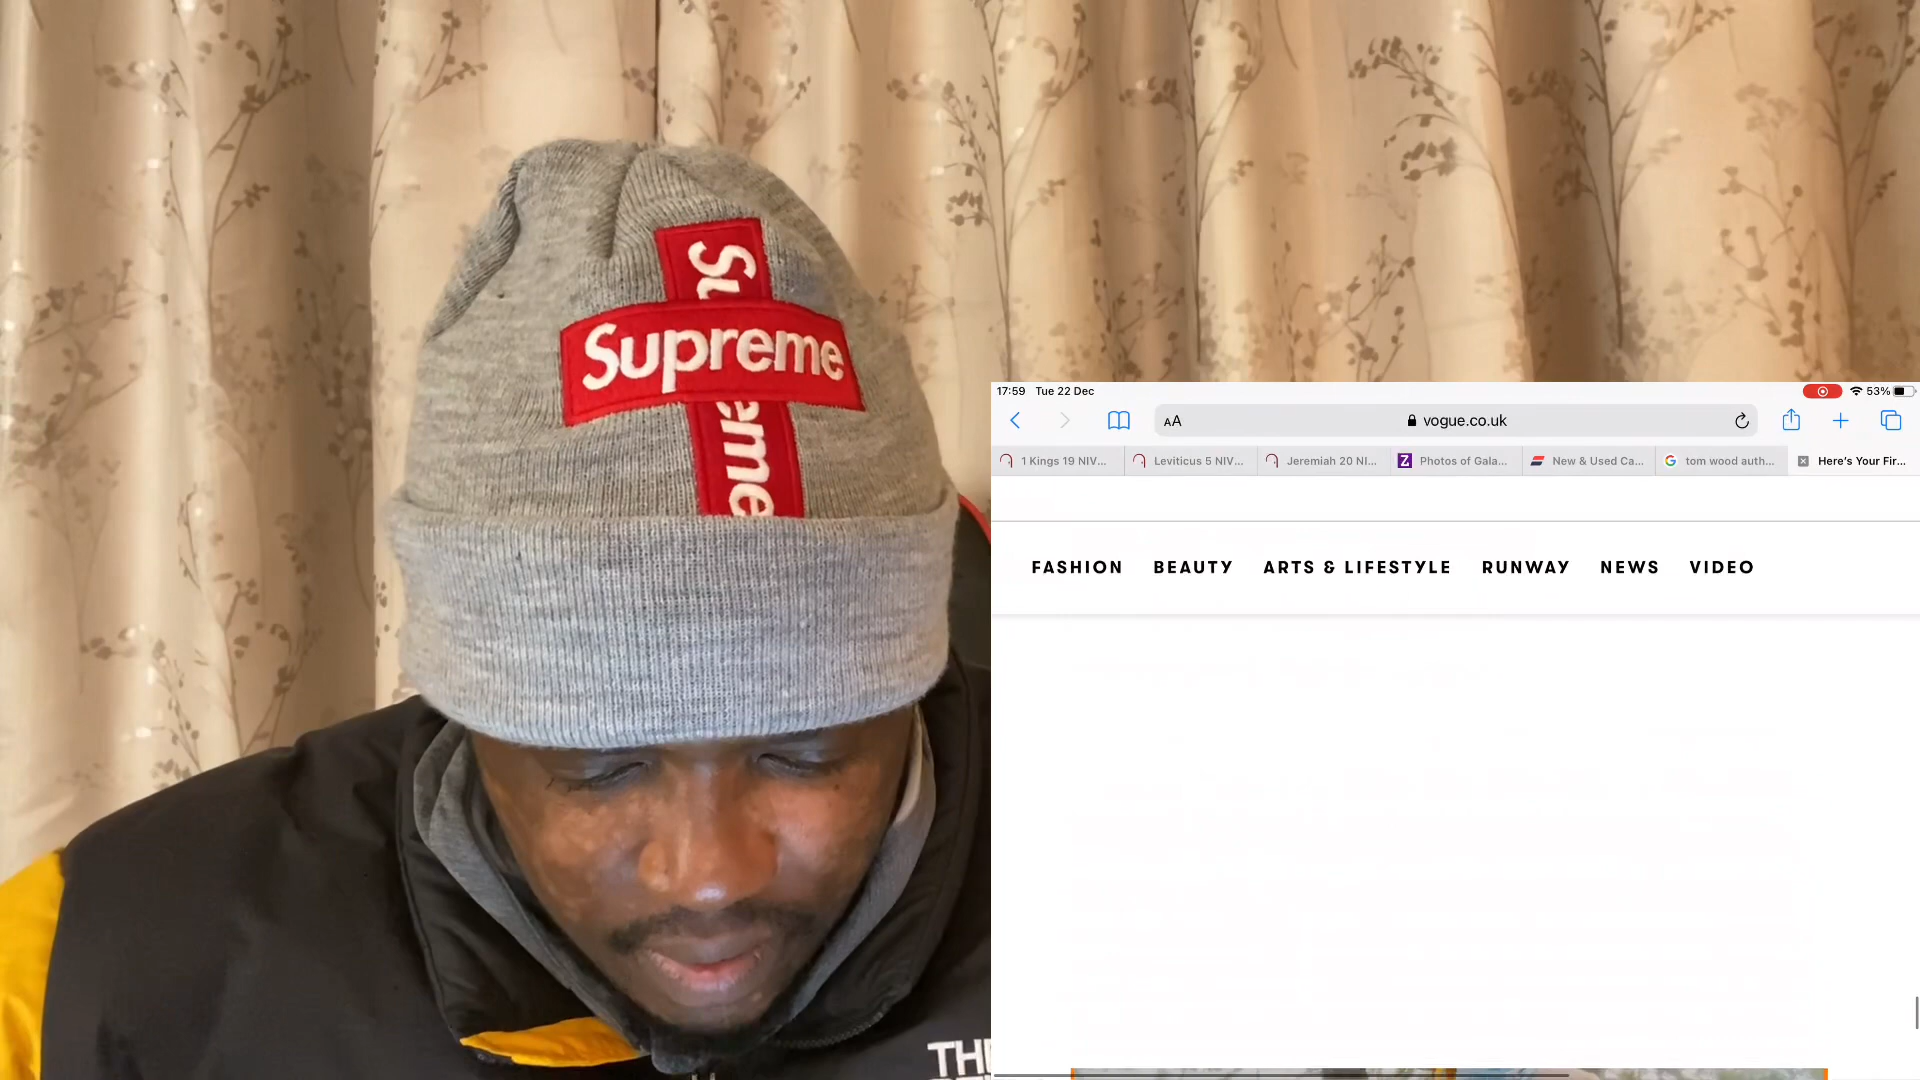 Su
Supreme
eme
THE
17:59 Tue 22 Dec
53%
AA
vogue.co.uk
1 Kings 19 NIV...
Leviticus 5 NIV...
Jeremiah 20 NI...
Photos of Gala...
New & Used Ca...
tom wood auth...
Here's Your Fir...
FASHION BEAUTY ARTS & LIFESTYLE RUNWAY NEWS VIDEO